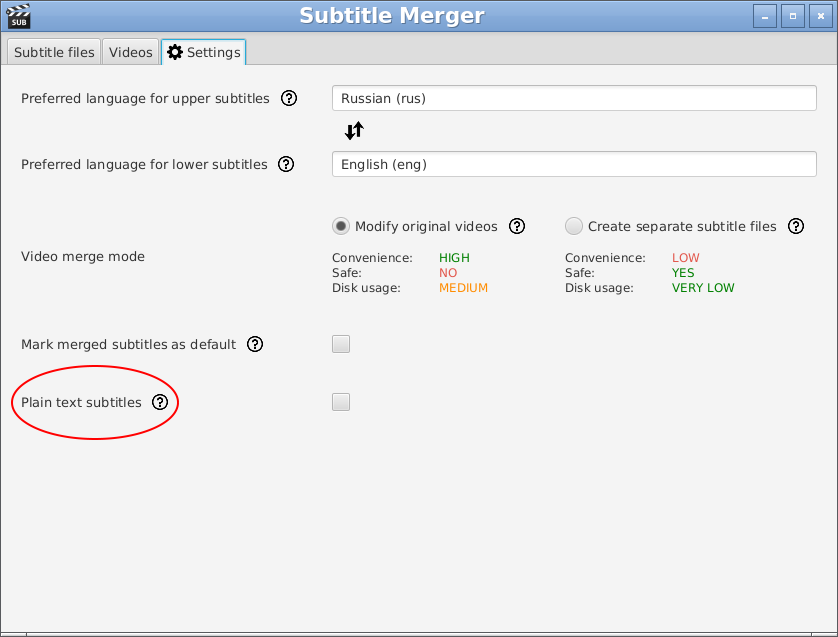 SUB
Subtitle Merger
Subtitle files Videos Settings
Preferred language for upper subtitles ? Russian (rus)
Preferred language for lower subtitles ? English (eng)
Modify original videos ? Create separate subtitle files ?
Video merge mode
Convenience: HIGH Convenience: LOW
Safe: NO Safe: YES
Disk usage: MEDIUM Disk usage: VERY LOW
Mark merged subtitles as default ?
Plain text subtitles ?